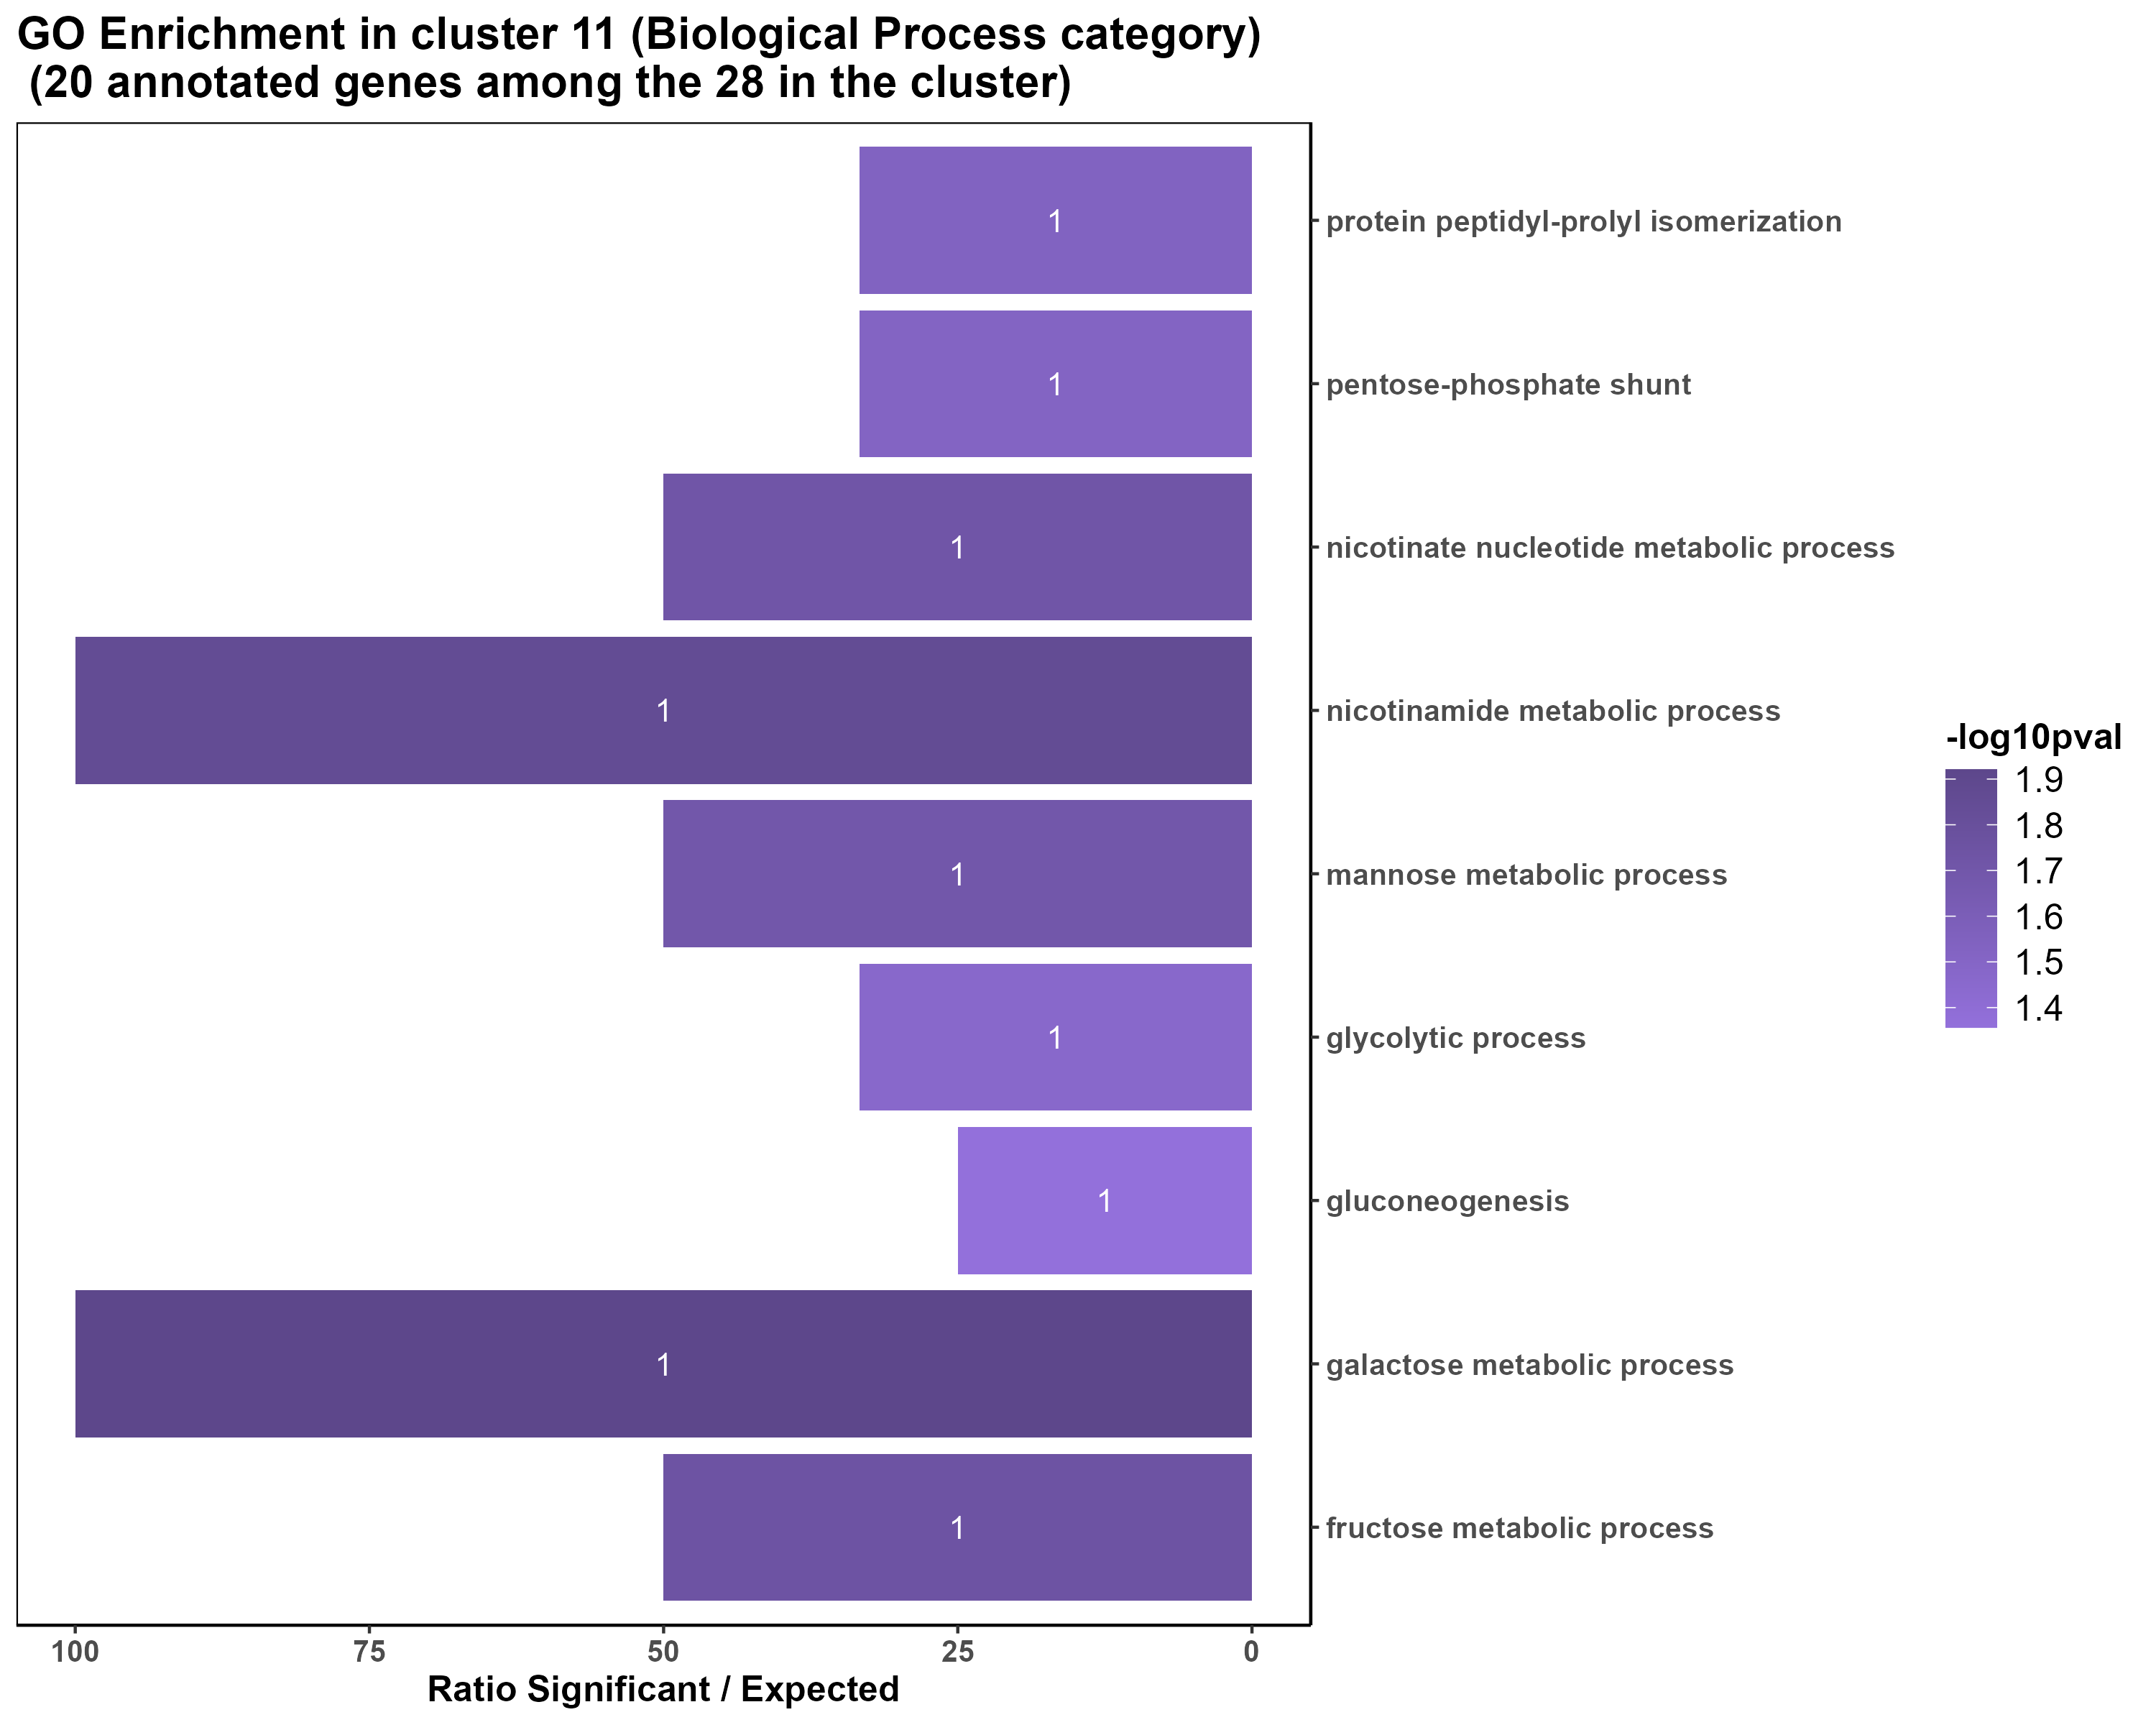 GO Enrichment in cluster 11 (Biological Process category)
(20 annotated genes among the 28 in the cluster)
1 protein peptidyl-prolyl isomerization
1 pentose-phosphate shunt
1 nicotinate nucleotide metabolic process
1 nicotinamide metabolic process
1 mannose metabolic process
1 glycolytic process
1 gluconeogenesis
1 galactose metabolic process
1 fructose metabolic process
100 75 50 25 0
Ratio Significant / Expected
-log10pval
1.9
1.8
1.7
1.6
1.5
1.4